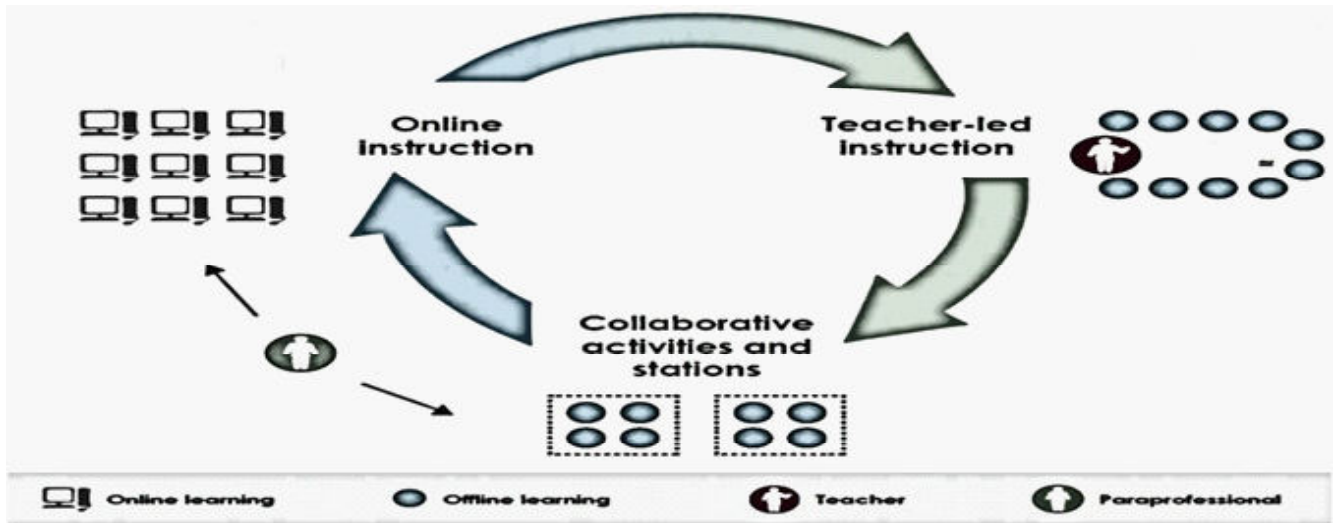 Online
instruction
Teacher-led
instruction
Collaborative
activities and
stations
Online learning
Offline learning
Teacher
Paraprofessional